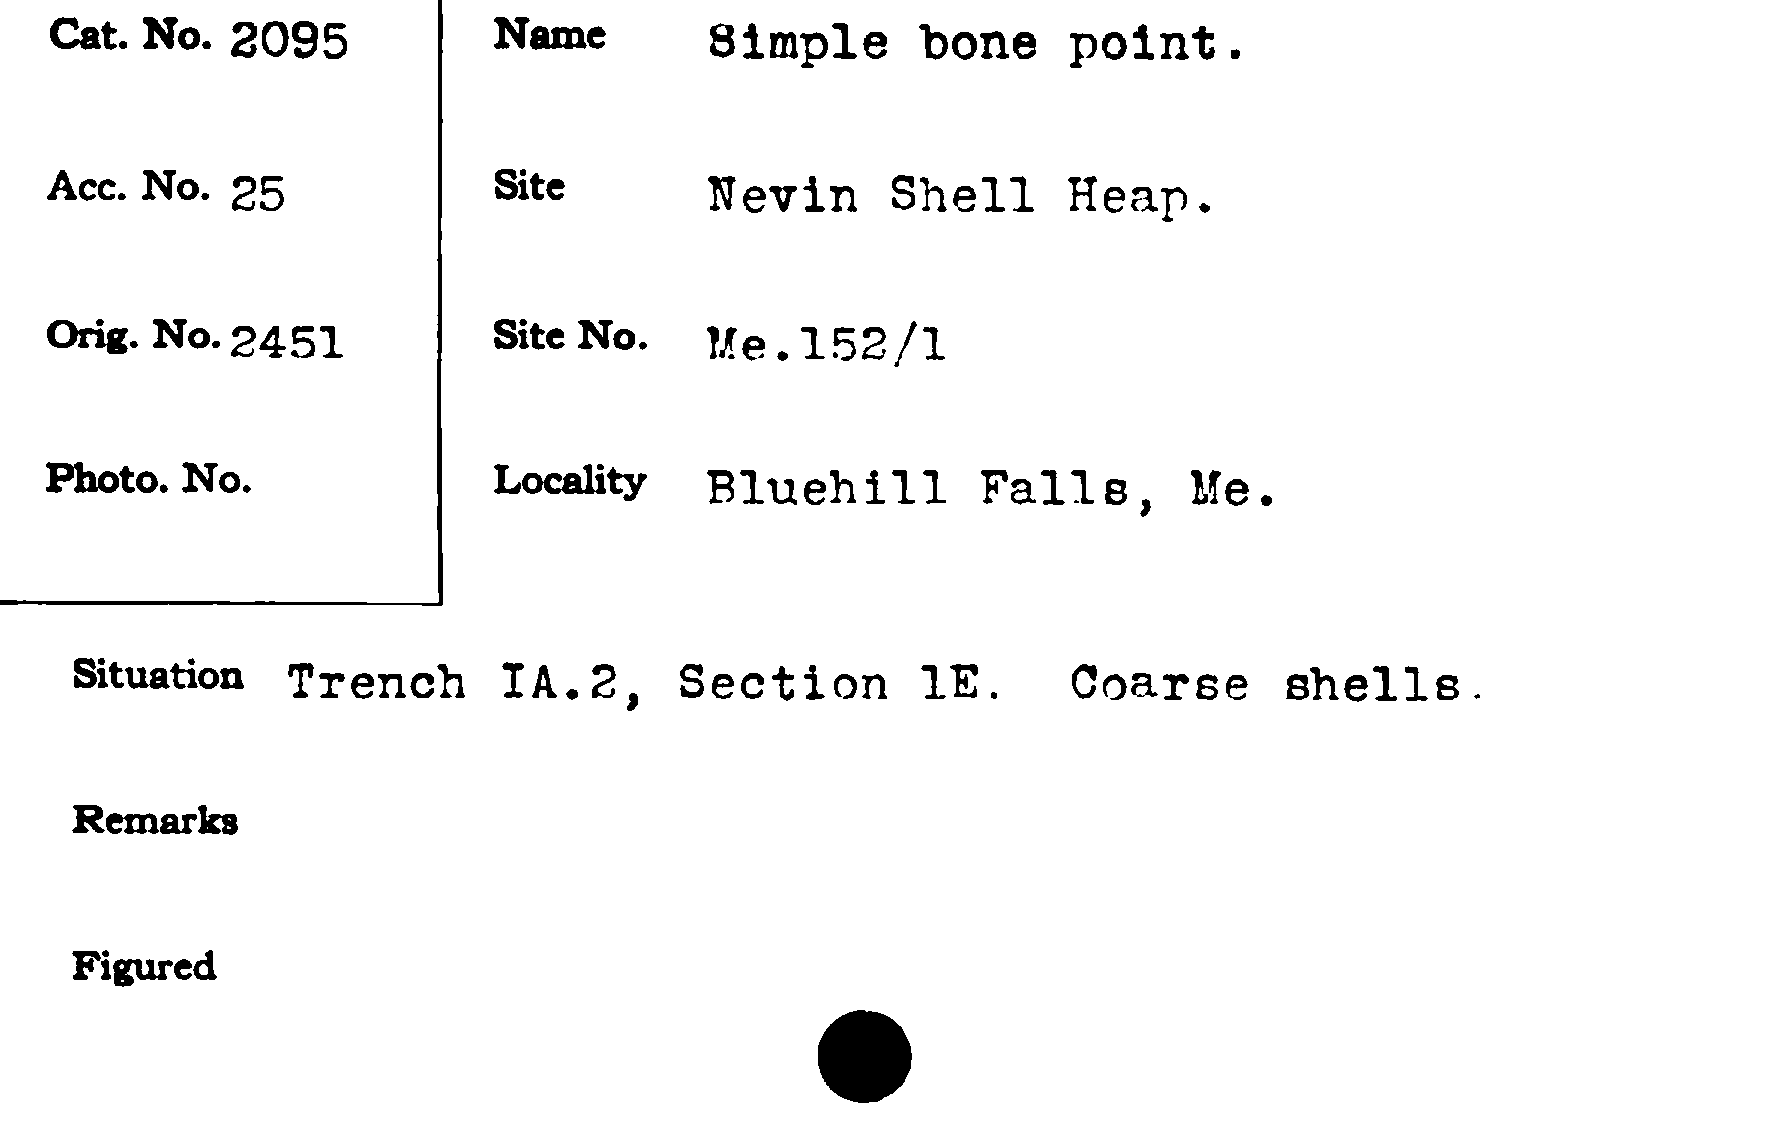 Cat. No. 2095
Name Simple bone point.
Acc. No. 25
Site Nevin Shell Heap.
Orig. No. 2451
Site No. Me.152/1
Photo. No.
Locality Bluehill Falls, Me.
Situation Trench IA.2, Section 1E. Coarse shells.
Remarks
Figured